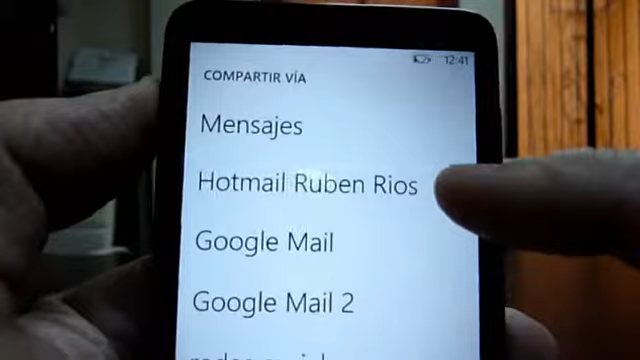 12:41
COMPARTIR VÍA
Mensajes
Hotmail Ruben Rios
Google Mail
Google Mail 2